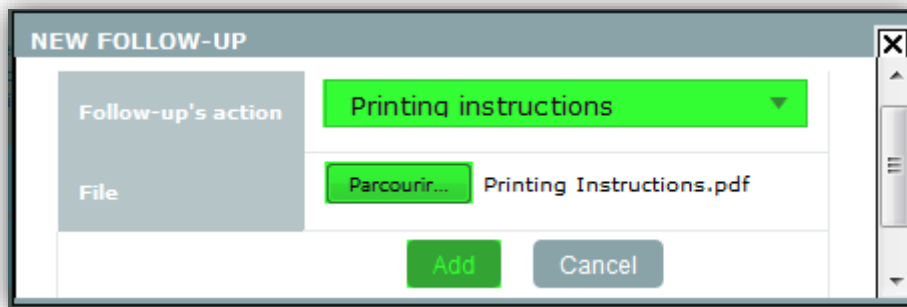 NEW FOLLOW-UP
Follow-up's action
Printing instructions
File
Parcourir... Printing Instructions.pdf
Add Cancel